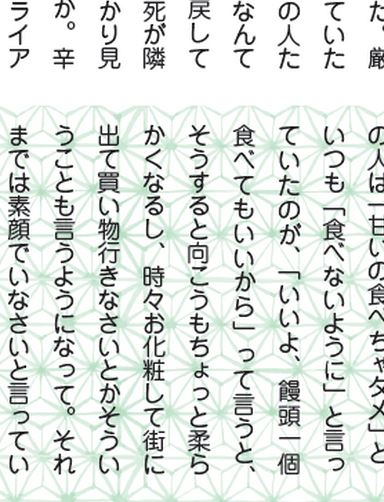 た、厳
ていた
の人た
なんて
戻して
死が隣
かり見
か。辛
ライア
の人は「甘いの食べちゃダメ」と
いつも「食べないように」と言っ
ていたのが、「いいよ、饅頭一個
食べてもいいから」って言うと、
そうすると向こうもちょっと柔ら
かくなるし、時々お化粧して街に
出て買い物行きなさいとかそうい
うことも言うようになって。それ
までは素顔でいなさいと言ってい